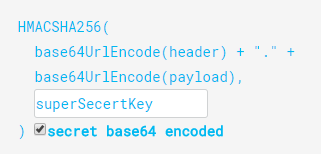 HMACSHA256(
base64UrlEncode(header) + "." +
base64UrlEncode(payload),
superSecertKey
) secret base64 encoded